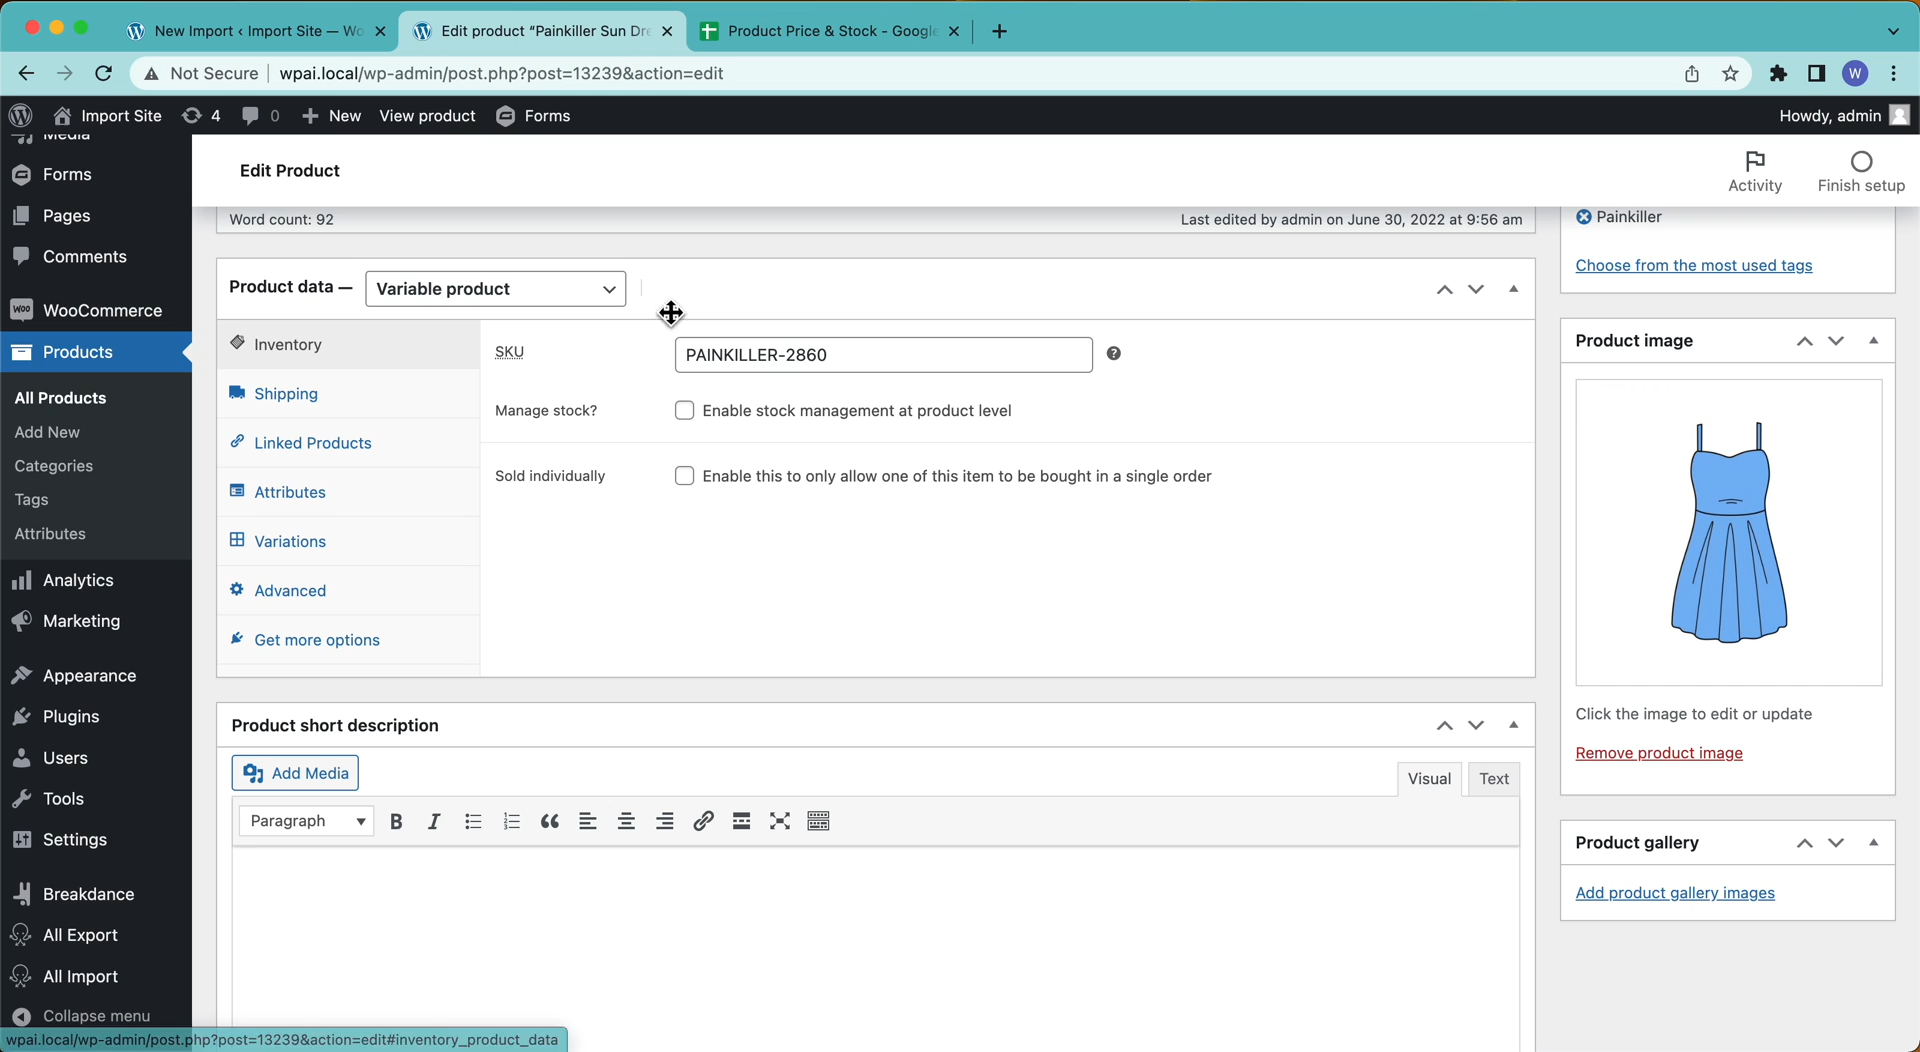 New Import ‹ Import Site — Wo
Edit product "Painkiller Sun Dre
Product Price & Stock - Google
Not Secure
wpai.local/wp-admin/post.php?post=13239&action=edit
W
Import Site
4
0
New
View product
Forms
Howdy, admin
Media
Forms
Pages
Comments
WooCommerce
Products
All Products
Add New
Categories
Tags
Attributes
Analytics
Marketing
Appearance
Plugins
Users
Tools
Settings
Breakdance
All Export
All Import
Collapse menu
Edit Product
Activity
Finish setup
Word count: 92
Last edited by admin on June 30, 2022 at 9:56 am
Product data —
Variable product
Inventory
Shipping
Linked Products
Attributes
Variations
Advanced
Get more options
SKU
PAINKILLER-2860
Manage stock?
Enable stock management at product level
Sold individually
Enable this to only allow one of this item to be bought in a single order
Product short description
Add Media
Visual
Text
Paragraph
B
I
Painkiller
Choose from the most used tags
Product image
Click the image to edit or update
Remove product image
Product gallery
Add product gallery images
wpai.local/wp-admin/post.php?post=13239&action=edit#inventory_product_data